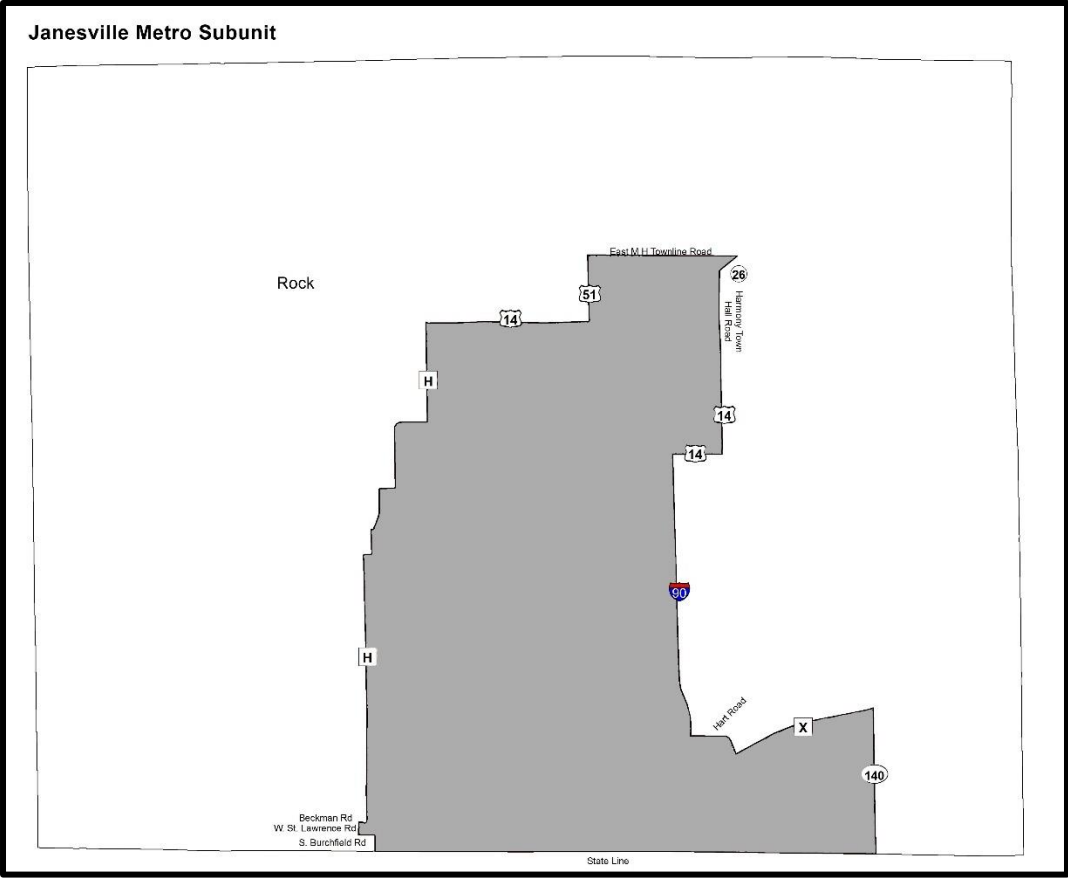 Janesville Metro Subunit
East M H Townline Road
26
Rock
51
Harmony Town
Hall Road
14
H
14
14
90
H
Hart Road
X
140
Beckman Rd
W. St. Lawrence Rd
S. Burchfield Rd
State Line